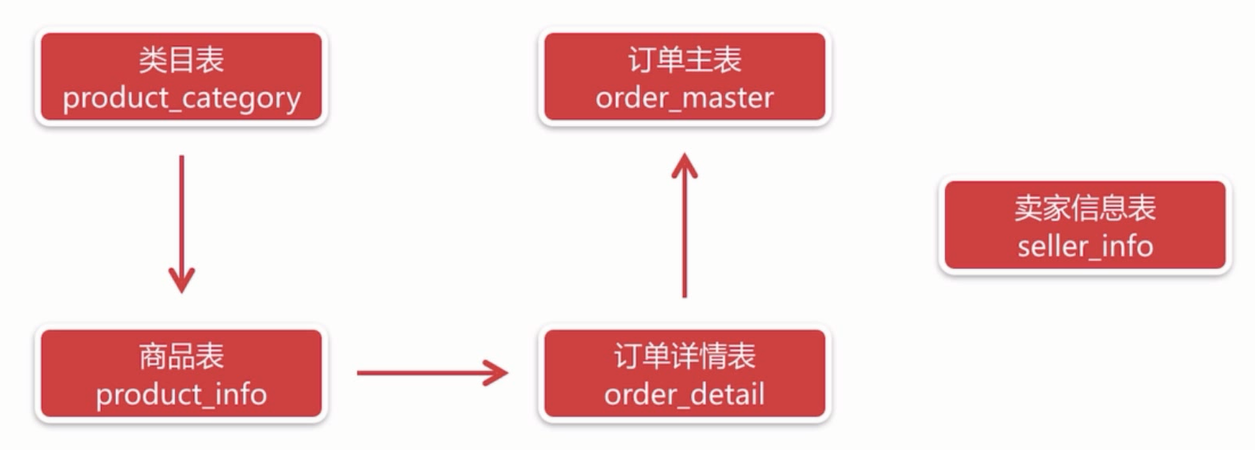 类目表
product_category
订单主表
order_master
卖家信息表
seller_info
商品表
product_info
订单详情表
order_detail